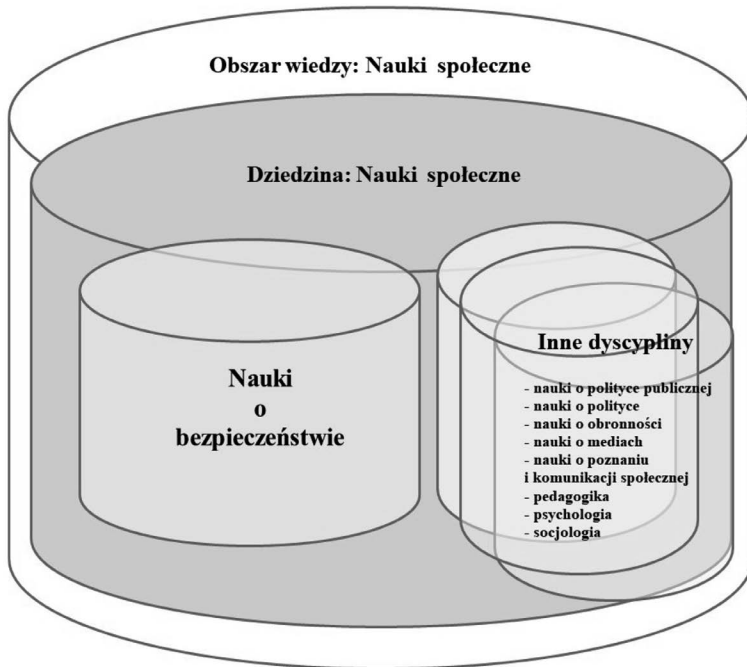 Obszar wiedzy: Nauki społeczne
Dziedzina: Nauki społeczne
Nauki
o
bezpieczeństwie
Inne dyscypliny
- nauki o polityce publicznej
- nauki o polityce
- nauki o obronności
- nauki o mediach
- nauki o poznaniu
i komunikacji społecznej
- pedagogika
- psychologia
- socjologia